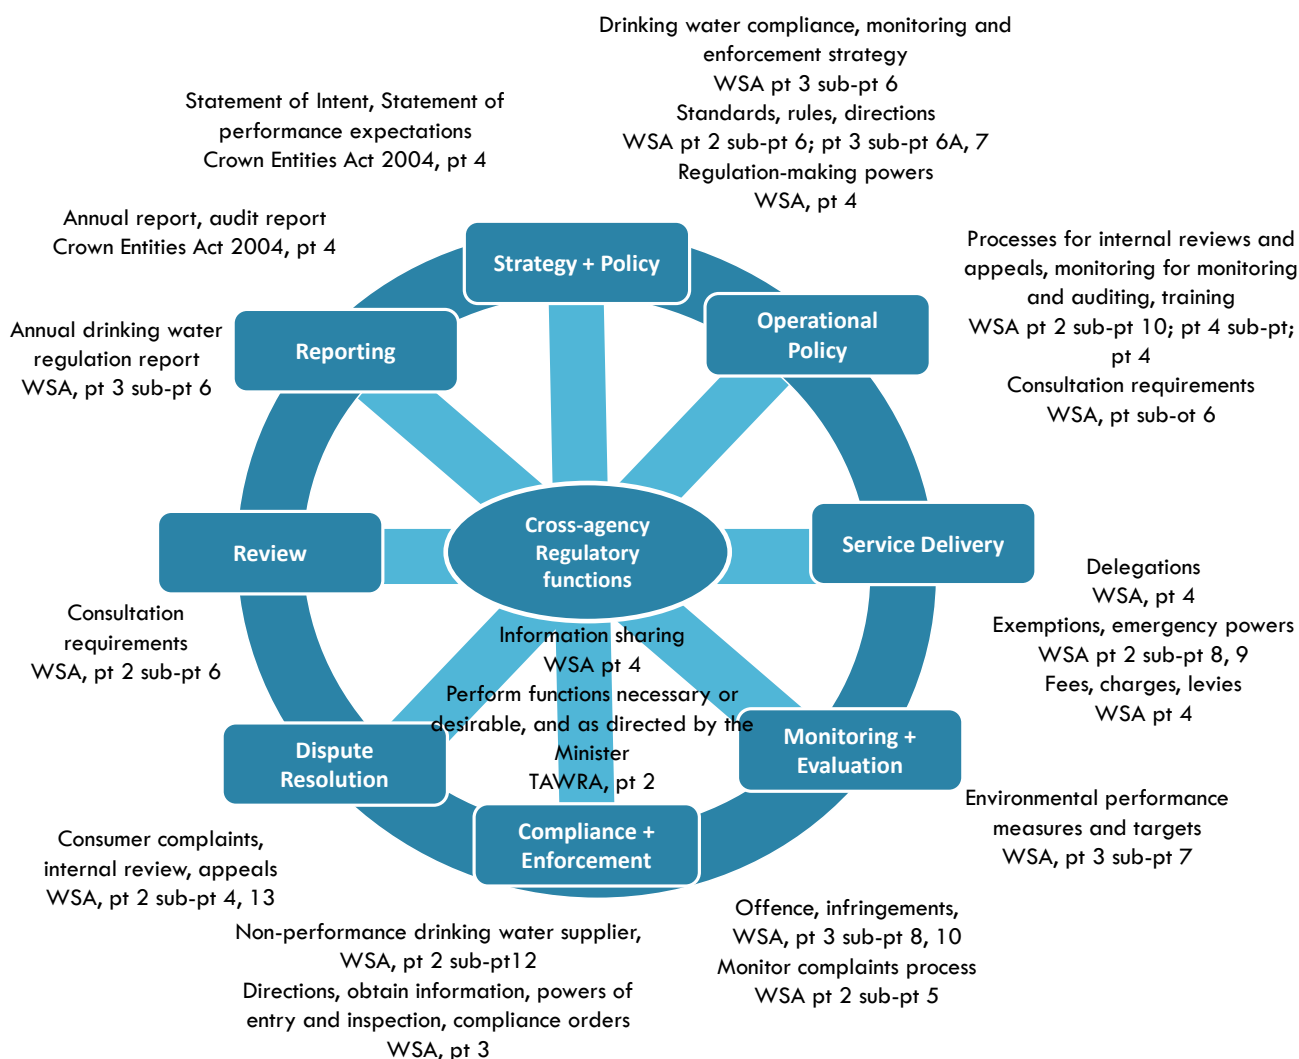 Drinking water compliance, monitoring and
enforcement strategy
WSA pt 3 sub-pt 6
Standards, rules, directions
WSA pt 2 sub-pt 6; pt 3 sub-pt 6A, 7
Regulation-making powers
WSA, pt 4
Statement of Intent, Statement of
performance expectations
Crown Entities Act 2004, pt 4
Annual report, audit report
Crown Entities Act 2004, pt 4
Strategy + Policy
Processes for internal reviews and
appeals, monitoring for monitoring
and auditing, training
WSA pt 2 sub-pt 10; pt 4 sub-pt;
pt 4
Consultation requirements
WSA, pt sub-ot 6
Operational
Policy
Annual drinking water
regulation report
WSA, pt 3 sub-pt 6
Reporting
Cross-agency
Regulatory
functions
Review
Service Delivery
Delegations
WSA, pt 4
Exemptions, emergency powers
WSA pt 2 sub-pt 8, 9
Fees, charges, levies
WSA pt 4
Consultation
requirements
WSA, pt 2 sub-pt 6
Information sharing
WSA pt 4
Perform functions necessary or
desirable, and as directed by the
Minister
TAWRA, pt 2
Dispute
Resolution
Monitoring +
Evaluation
Environmental performance
measures and targets
WSA, pt 3 sub-pt 7
Compliance +
Enforcement
Consumer complaints,
internal review, appeals
WSA, pt 2 sub-pt 4, 13
Non-performance drinking water supplier,
WSA, pt 2 sub-pt12
Directions, obtain information, powers of
entry and inspection, compliance orders
WSA, pt 3
Offence, infringements,
WSA, pt 3 sub-pt 8, 10
Monitor complaints process
WSA pt 2 sub-pt 5